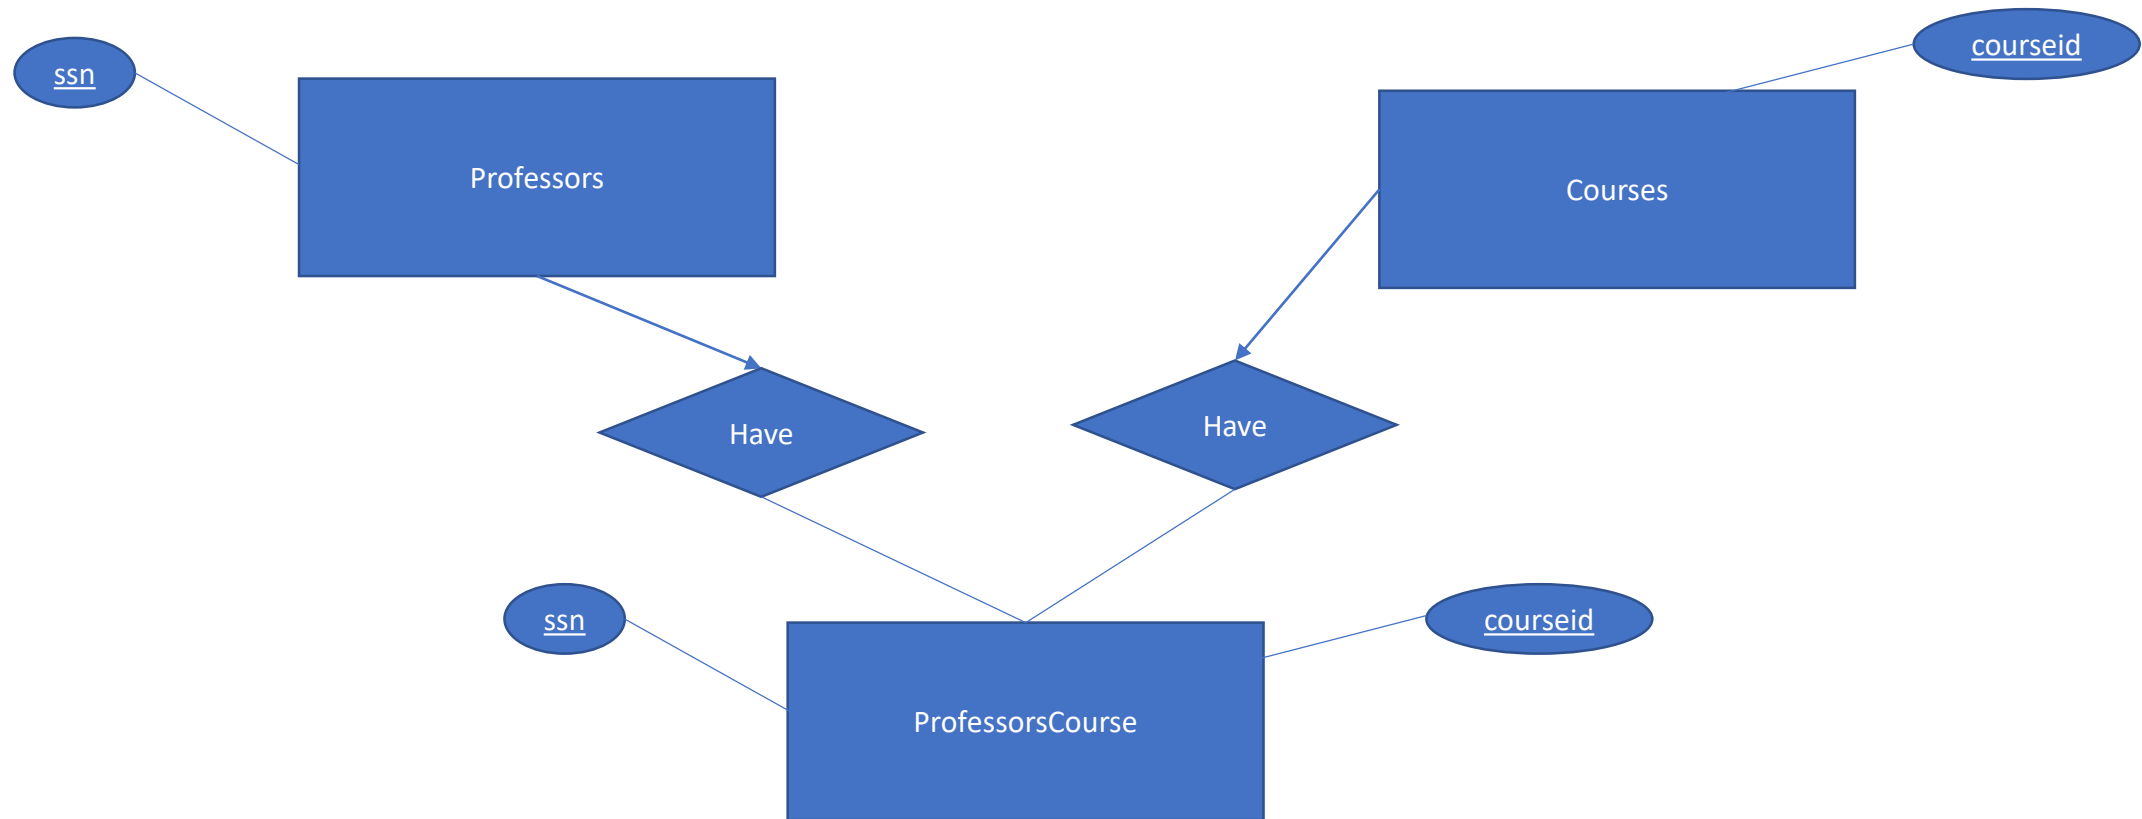 ssn
courseid
Professors
Courses
Have
Have
ssn
courseid
ProfessorsCourse